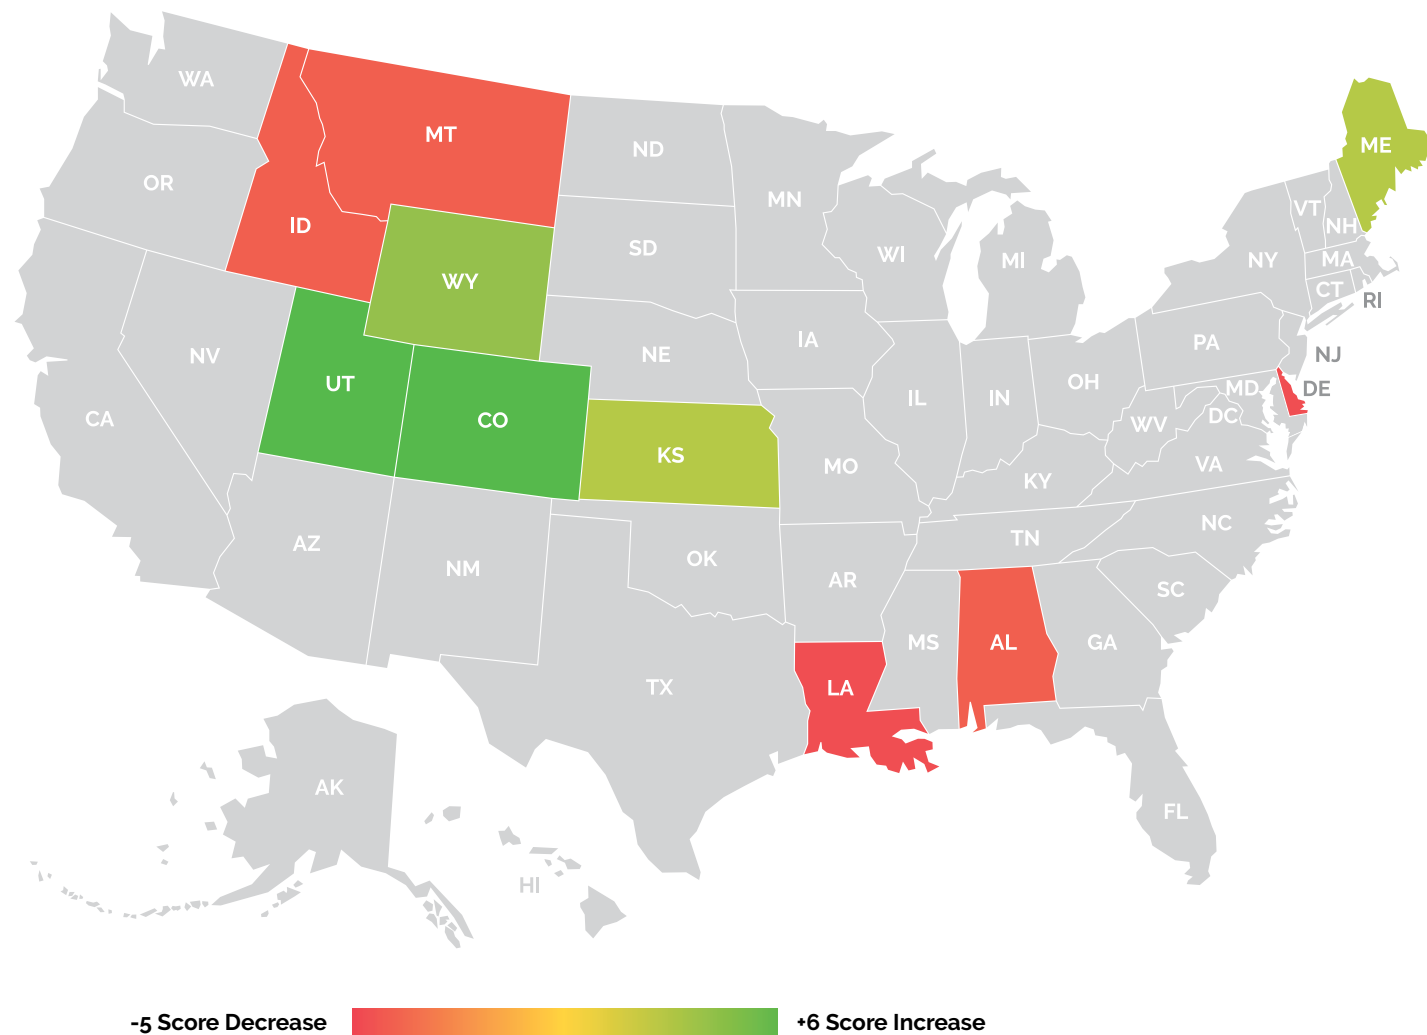 WA
MT
ND
ME
OR
MN
VT
ID
NH
SD
WI
NY
MA
MI
WY
CT
RI
IA
NV
NE
PA
NJ
UT
OH
MD
DE
IL
IN
CA
CO
DC
WV
KS
MO
VA
KY
NC
AZ
TN
OK
NM
AR
SC
MS
AL
GA
TX
LA
AK
FL
HI
-5 Score Decrease
+6 Score Increase